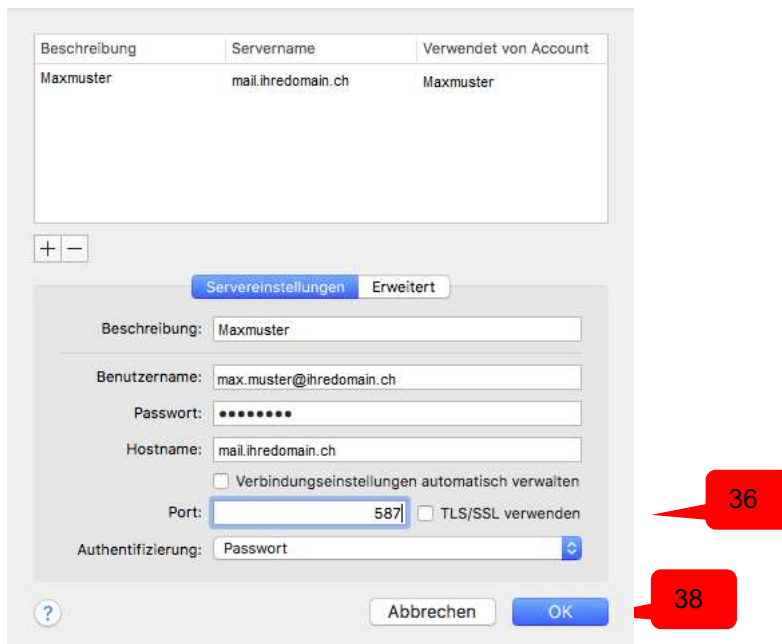 Beschreibung Servername Verwendet von Account
Maxmuster mail.ihredomain.ch Maxmuster
+ −
Servereinstellungen Erweitert
Beschreibung: Maxmuster
Benutzername: max.muster@ihredomain.ch
Passwort: ••••••••
Hostname: mail.ihredomain.ch
Verbindungseinstellungen automatisch verwalten
36
Port: 587 TLS/SSL verwenden
Authentifizierung: Passwort
38
? Abbrechen OK